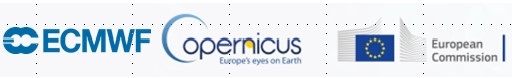 ECMWF
opernicus
Europe's eyes on Earth
European
Commission